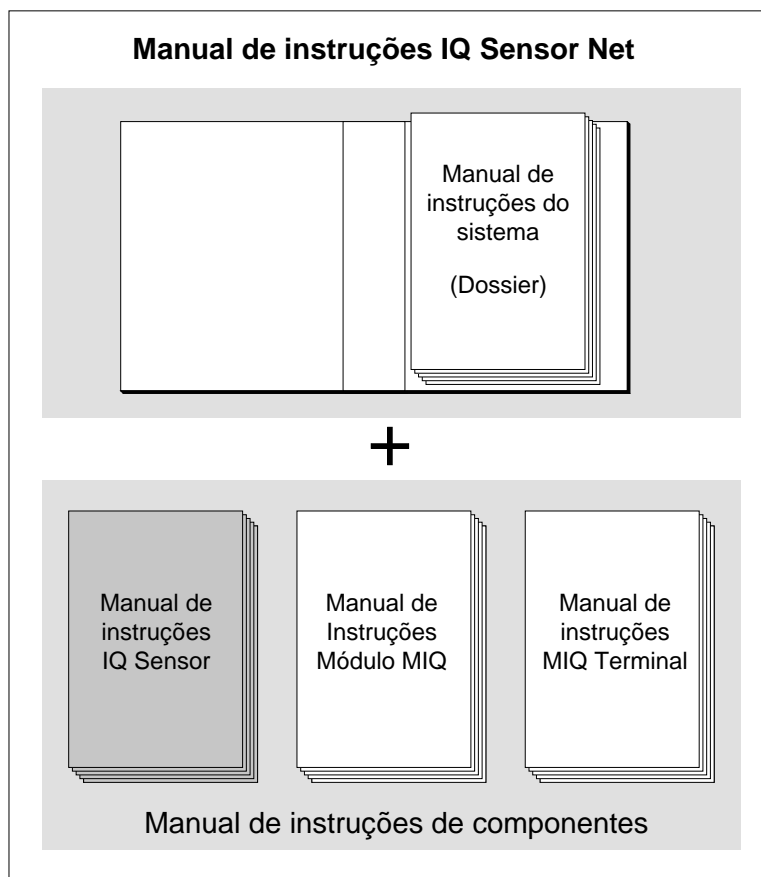 Manual de instruções IQ Sensor Net
Manual de
instruções do
sistema
(Dossier)
+
Manual de
instruções
IQ Sensor
Manual de
Instruções
Módulo MIQ
Manual de
instruções
MIQ Terminal
Manual de instruções de componentes